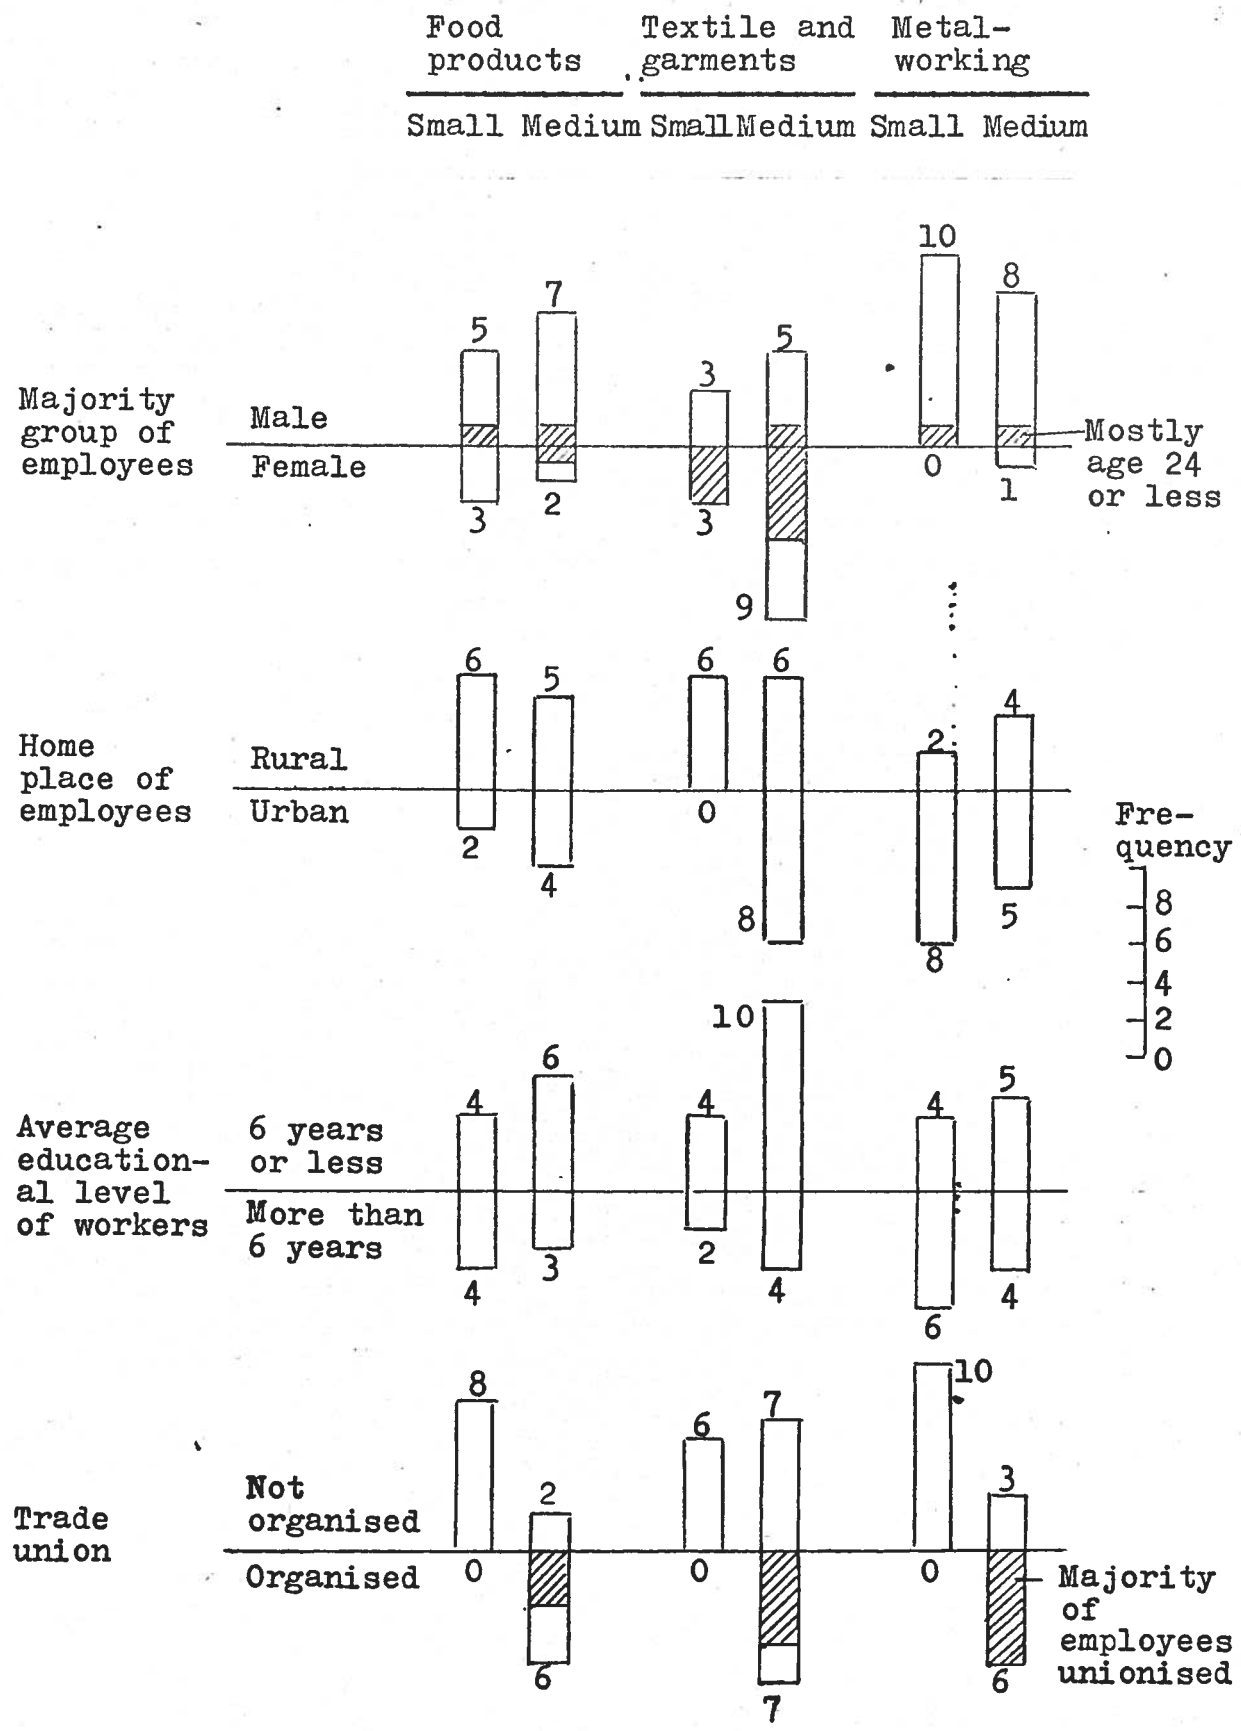 Food products
Textile and garments
Metal-working
Small Medium Small Medium Small Medium
10
8
7
5
5
3
Majority group of employees
Male
Female
Mostly age 24 or less
3
2
3
9
0
1
6
5
6
6
2
4
Home place of employees
Rural
Urban
2
4
0
8
8
5
Fre-
quency
8
6
4
2
0
4
6
4
10
4
5
Average
education-
al level
of workers
6 years
or less
More than
6 years
4
3
2
4
6
4
8
2
6
7
10
3
Trade
union
Not
organised
Organised
0
6
0
7
0
6
Majority
of
employees
unionised